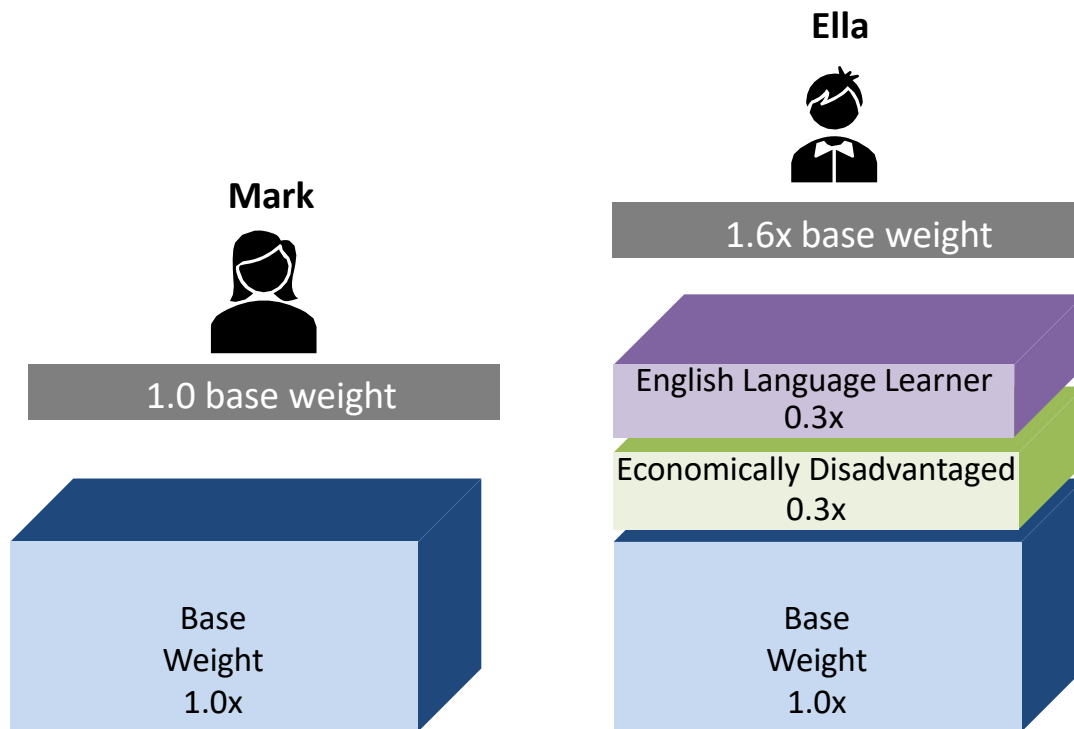 Mark
1.0 base weight
Base
Weight
1.0x
Ella
1.6x base weight
English Language Learner
0.3x
Economically Disadvantaged
0.3x
Base
Weight
1.0x